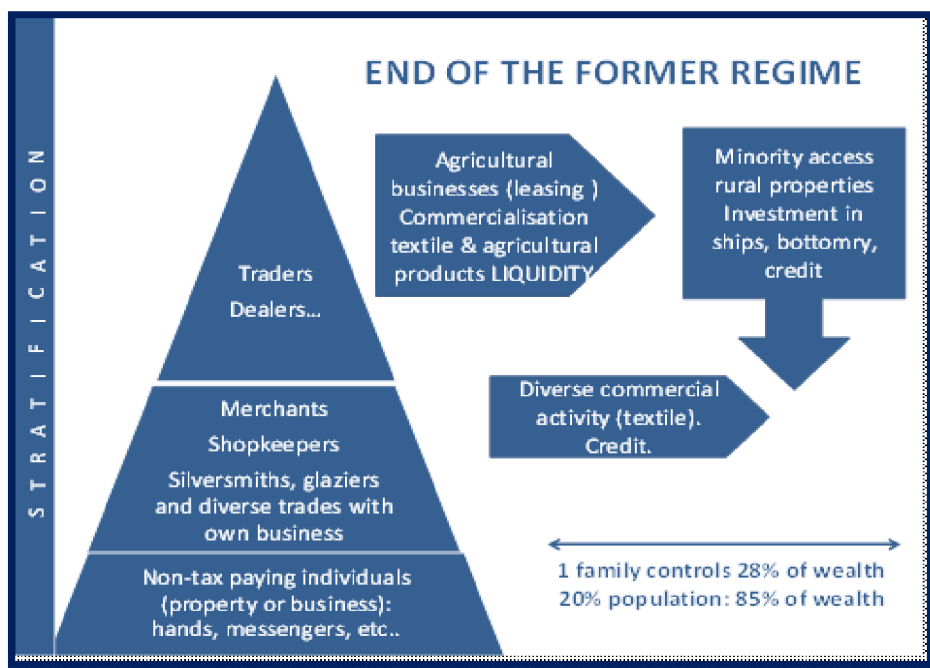 END OF THE FORMER REGIME
STRATIFICATION
Traders
Dealers...
Merchants
Shopkeepers
Silversmiths, glaziers
and diverse trades with
own business
Non-tax paying individuals
(property or business):
hands, messengers, etc..
Agricultural
businesses (leasing )
Commercialisation
textile & agricultural
products LIQUIDITY
Minority access
rural properties
Investment in
ships, bottomry,
credit
Diverse commercial
activity (textile).
Credit.
1 family controls 28% of wealth
20% population: 85% of wealth